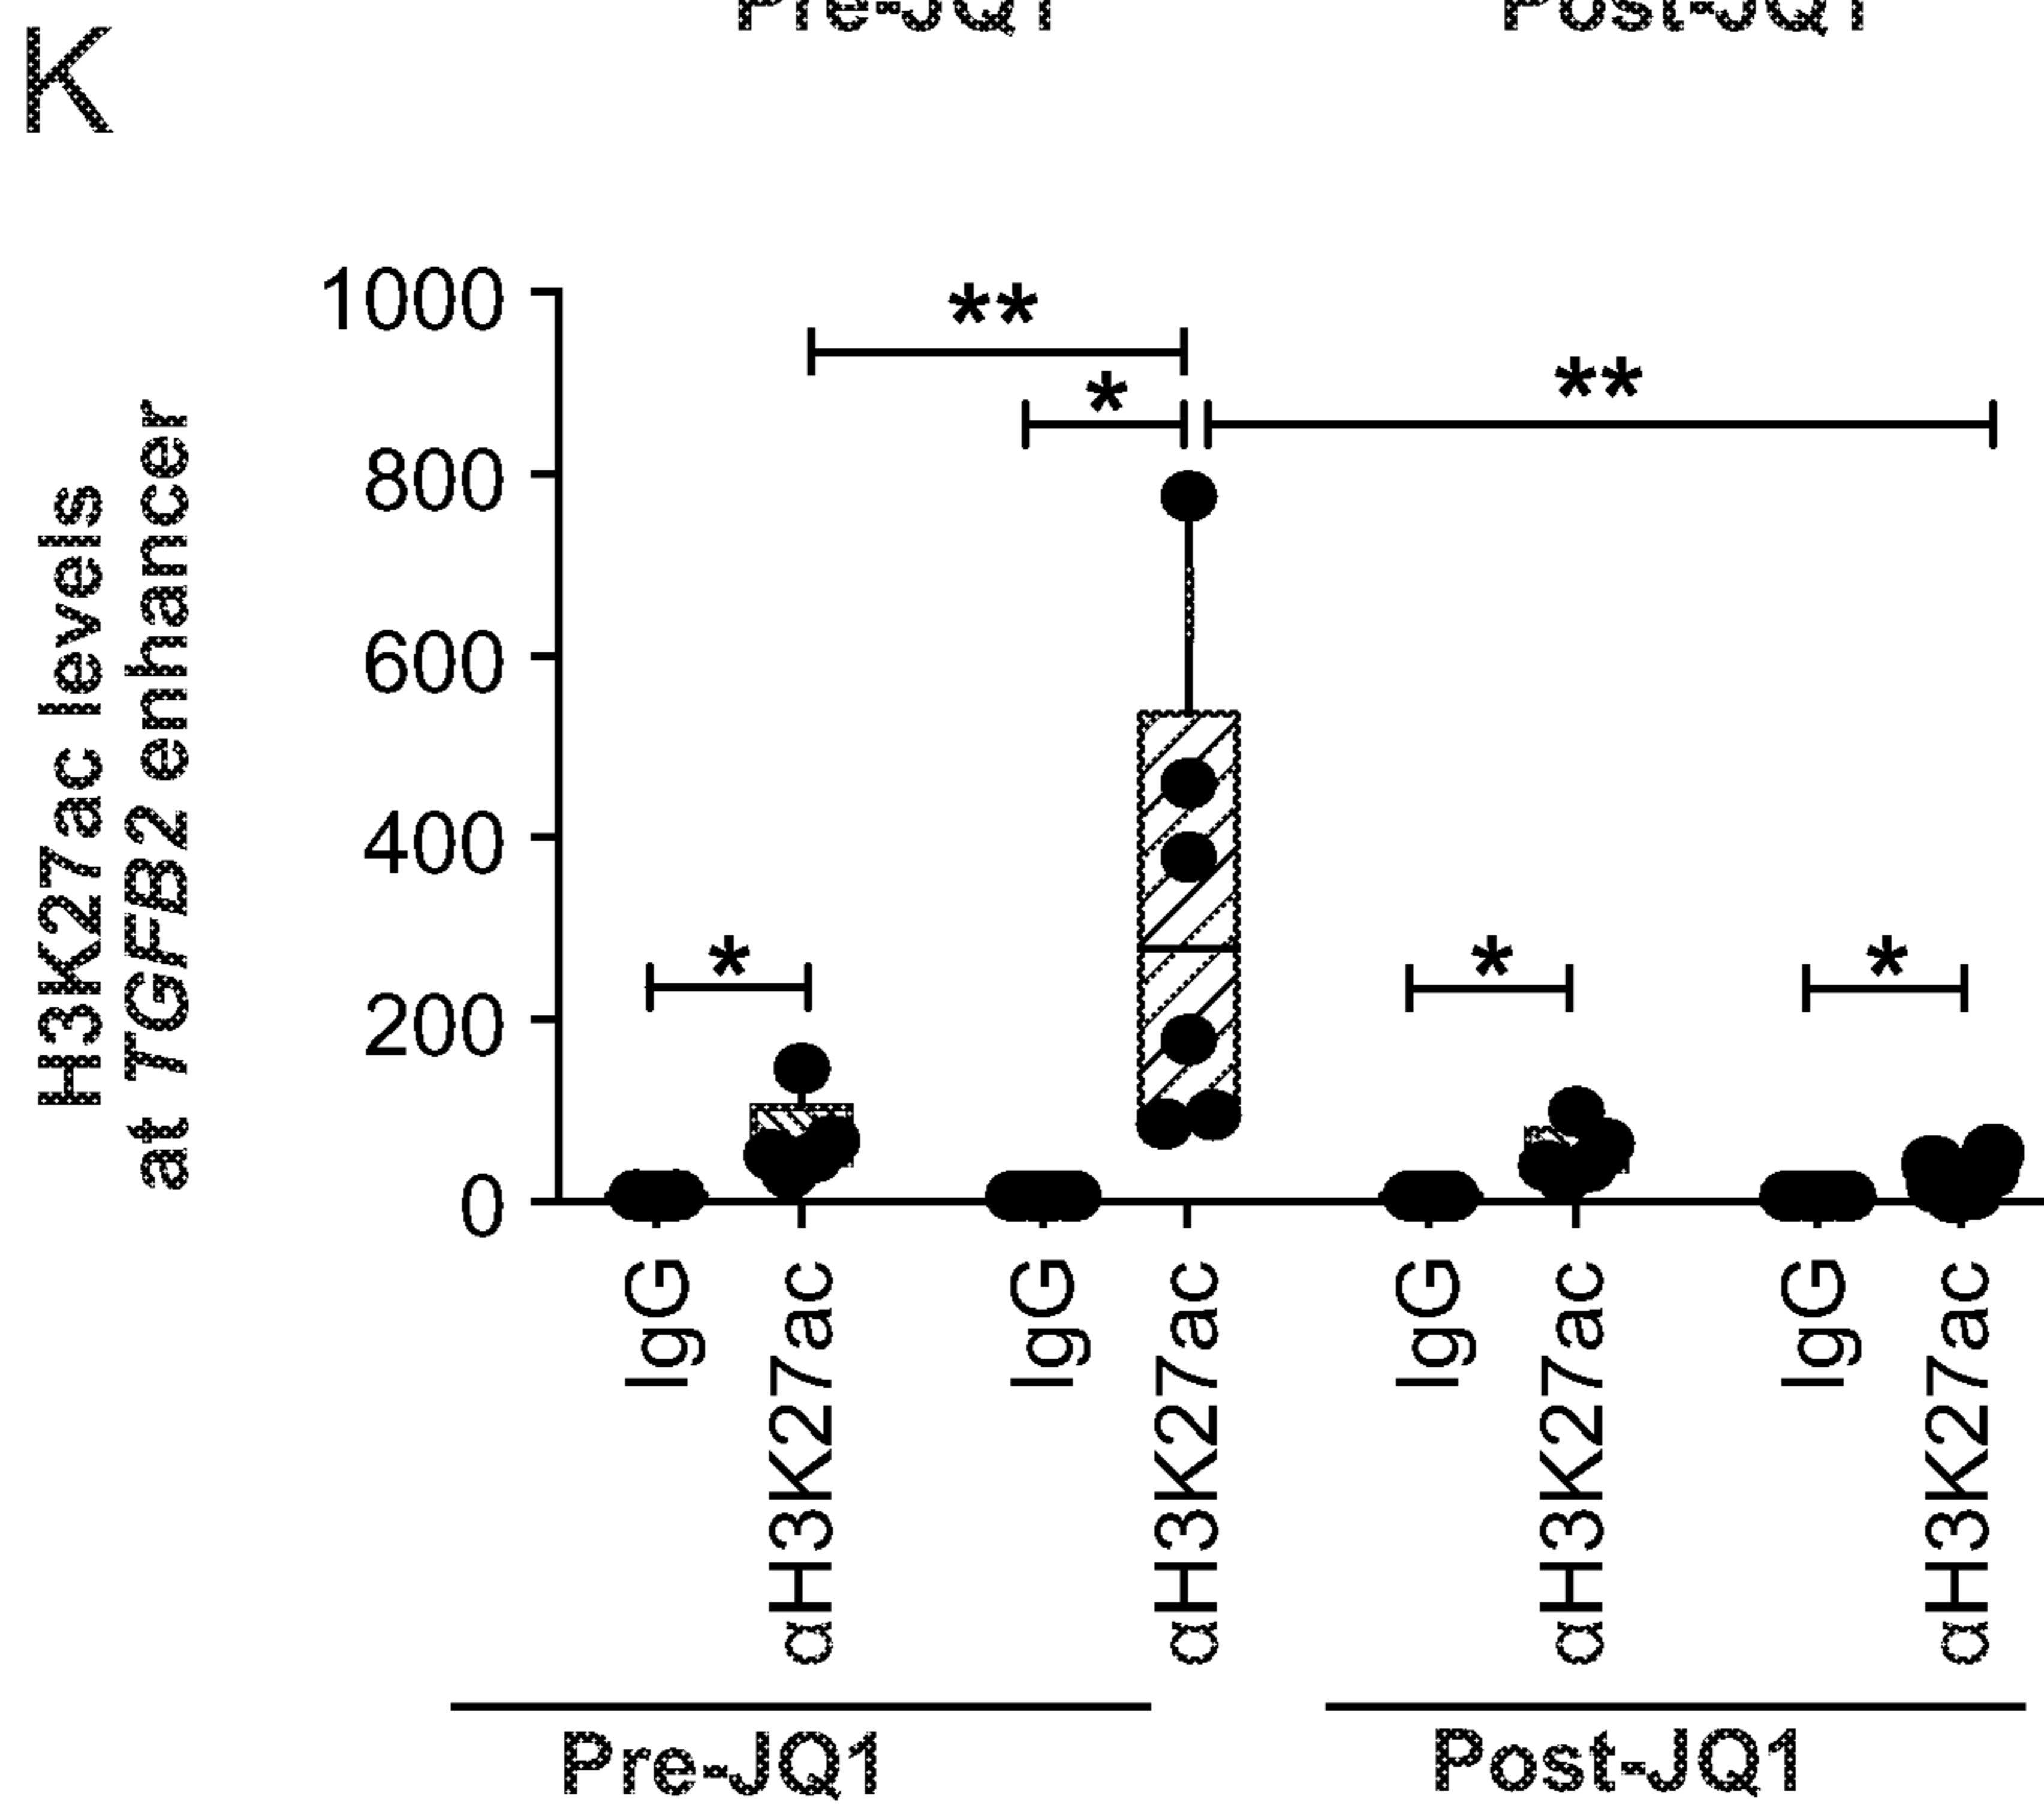 Pre-JQ1
Post-JQ1
K
H3K27ac levels
at TGFB2 enhancer
1000
800
600
400
200
0
**
*
**
*
*
*
IgG
αH3K27ac
IgG
αH3K27ac
IgG
αH3K27ac
IgG
αH3K27ac
Pre-JQ1
Post-JQ1